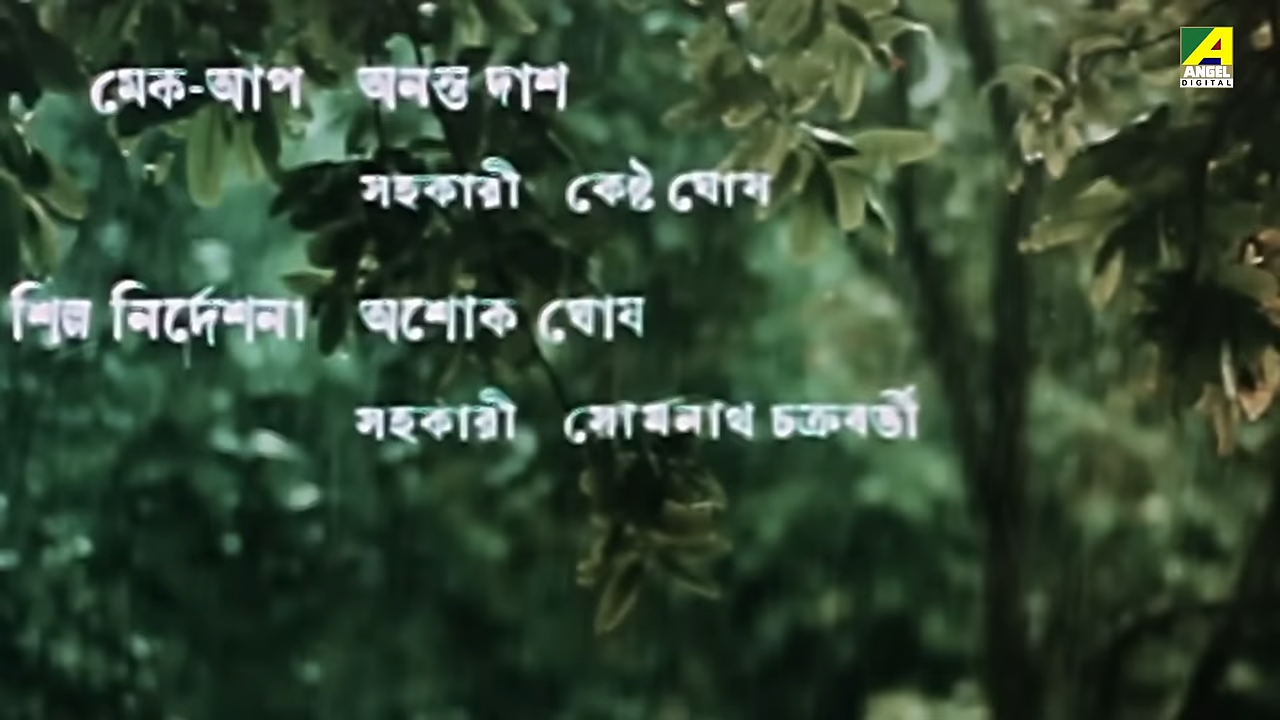 মেক-আপ অনন্ত দাশ
সহকারী কেষ্ট ঘোষ
শিল্প নির্দেশনা অশোক ঘোষ
সহকারী সোমনাথ চক্রবর্তী
A
ANGEL
DIGITAL